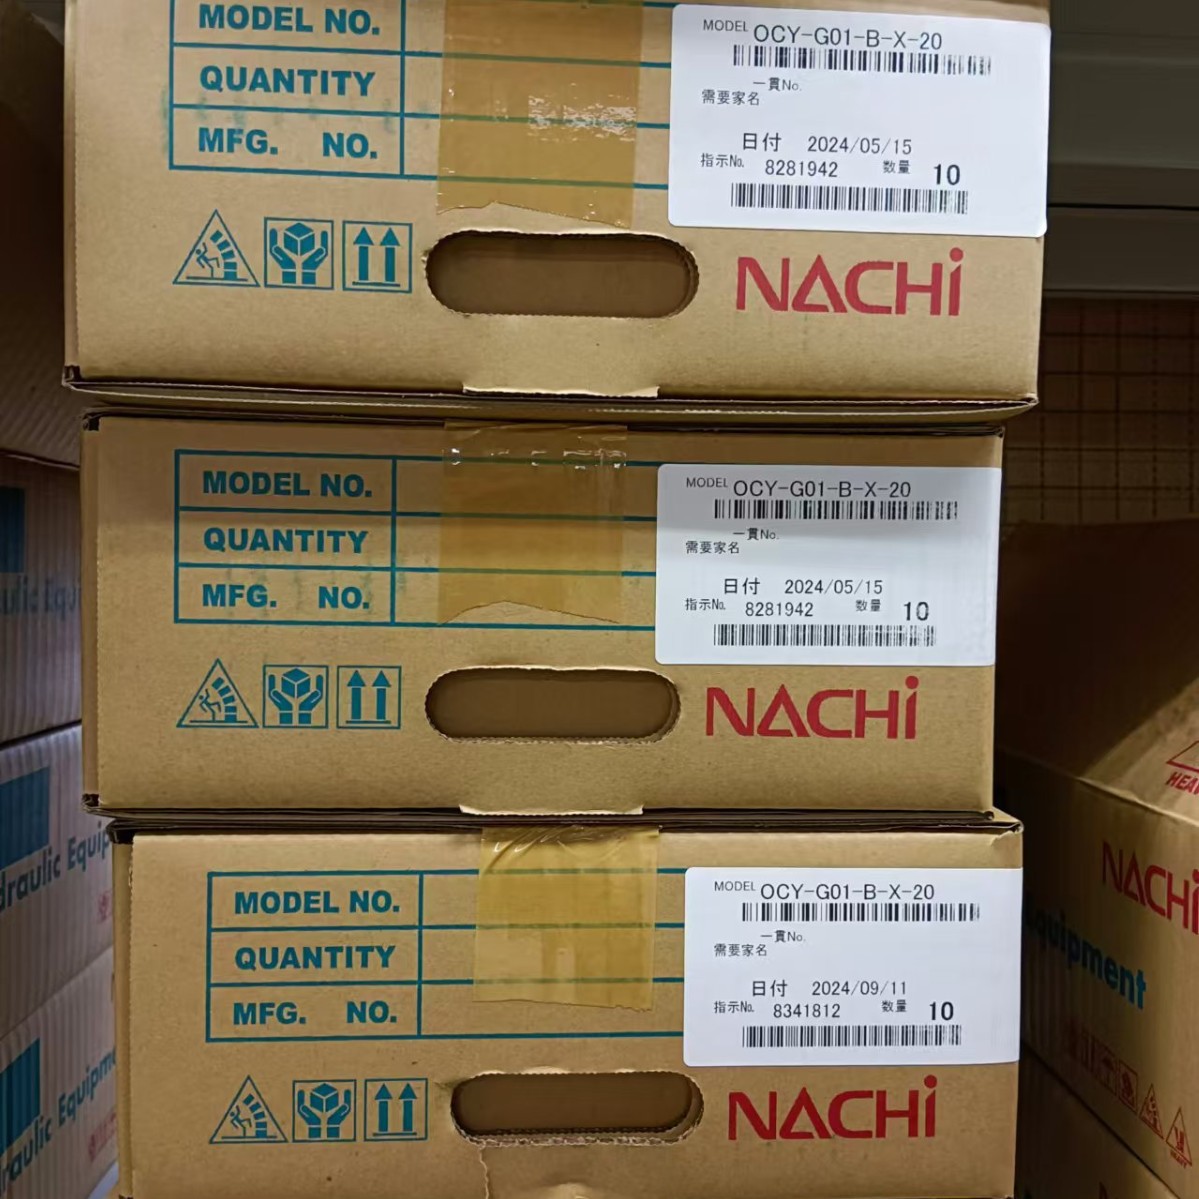 MODEL NO.
QUANTITY
MFG. NO.
MODEL OCY-G01-B-X-20
一貫No.
需要家名
日付 2024/05/15
指示No. 8281942 数量 10
NACHi
MODEL NO.
QUANTITY
MFG. NO.
MODEL OCY-G01-B-X-20
一貫No.
需要家名
日付 2024/05/15
指示No. 8281942 数量 10
NACHi
MODEL NO.
QUANTITY
MFG. NO.
MODEL OCY-G01-B-X-20
一貫No.
需要家名
日付 2024/09/11
指示No. 8341812 数量 10
NACHi
draulic Equip
raulic Equipm
NACHi
quipment